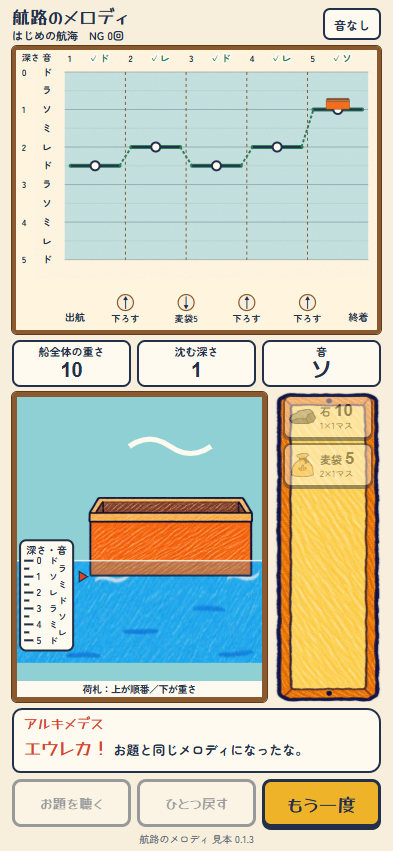 航路のメロディ
はじめの航海　NG 0回
音なし
深さ 音 1 ✓ド 2 ✓レ 3 ✓ド 4 ✓レ 5 ✓ソ
0 ド
ラ
1 ソ
ミ
2 レ
ド
3 ラ
ソ
4 ミ
レ
5 ド
出航 下ろす 麦袋5 下ろす 下ろす 終着
船全体の重さ
10
沈む深さ
1
音
ソ
石 10
1×1マス
麦袋 5
2×1マス
深さ・音
0 ド
ラ
1 ソ
ミ
2 レ
ド
3 ラ
ソ
4 ミ
レ
5 ド
荷札：上が順番／下が重さ
アルキメデス
エウレカ！ お題と同じメロディになったな。
お題を聴く
ひとつ戻す
もう一度
航路のメロディ 見本 0.1.3